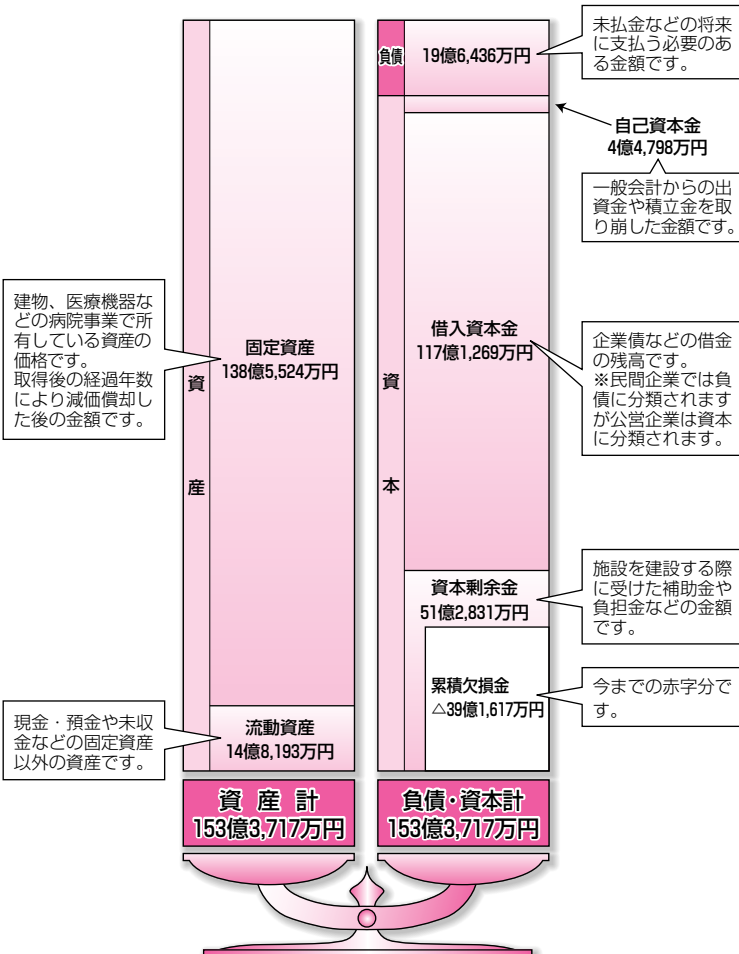 建物、医療機器な
どの病院事業で所
有している資産の
価格です。
取得後の経過年数
により減価償却し
た後の金額です。
現金・預金や未収
金などの固定資産
以外の資産です。
資
産
固定資産
138億5,524万円
流動資産
14億8,193万円
資産計
153億3,717万円
負債
19億6,436万円
資
本
借入資本金
117億1,269万円
資本剰余金
51億2,831万円
累積欠損金
△39億1,617万円
負債・資本計
153億3,717万円
未払金などの将来
に支払う必要のあ
る金額です。
自己資本金
4億4,798万円
一般会計からの出
資金や積立金を取
り崩した金額です。
企業債などの借金
の残高です。
※民間企業では負
債に分類されます
が公営企業は資本
に分類されます。
施設を建設する際
に受けた補助金や
負担金などの金額
です。
今までの赤字分で
す。